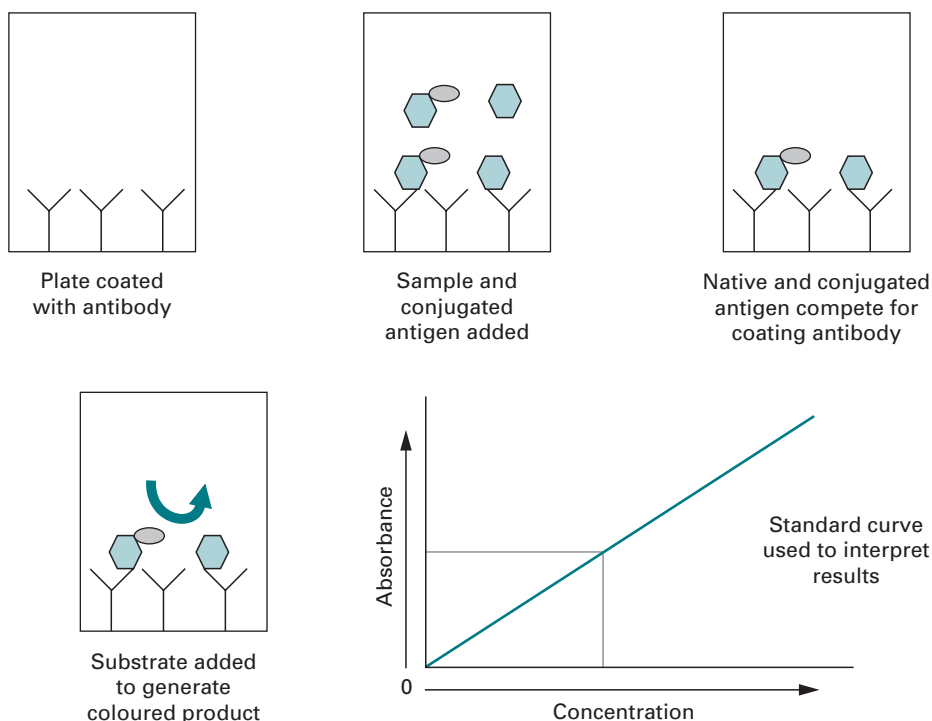 Plate coated
with antibody
Sample and
conjugated
antigen added
Native and conjugated
antigen compete for
coating antibody
Substrate added
to generate
coloured product
Absorbance
0
Concentration
Standard curve
used to interpret
results